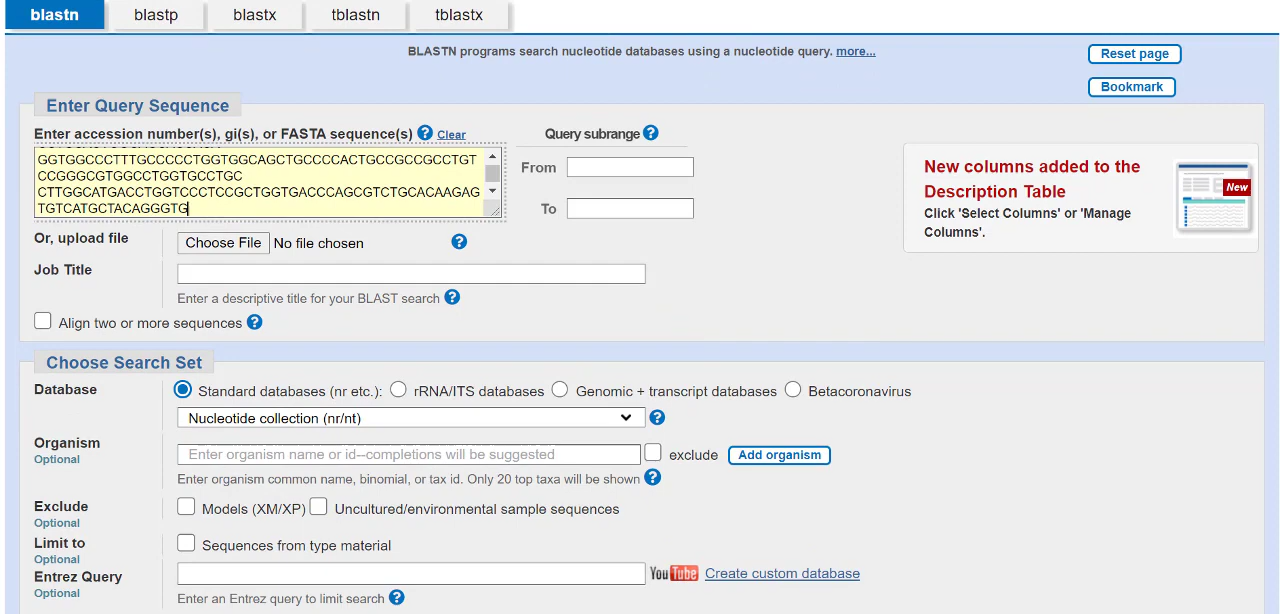 blastn blastp blastx tblastn tblastx
BLASTN programs search nucleotide databases using a nucleotide query. more...
Reset page
Bookmark
Enter Query Sequence
Enter accession number(s), gi(s), or FASTA sequence(s) Clear
Query subrange
GGTGGCCCTTTGCCCCCTGGTGGCAGCTGCCCCACTGCCGCCGCCTGT
CCGGGCGTGGCCTGGTGCCTGC
CTTGGCATGACCTGGTCCCTCCGCTGGTGACCCAGCGTCTGCACAAGAG
TGTCATGCTACAGGGTG
From
To
New columns added to the
Description Table
Click 'Select Columns' or 'Manage
Columns'.
New
Or, upload file Choose File No file chosen
Job Title
Enter a descriptive title for your BLAST search
Align two or more sequences
Choose Search Set
Database Standard databases (nr etc.): rRNA/ITS databases Genomic + transcript databases Betacoronavirus
Nucleotide collection (nr/nt)
Organism
Optional
Enter organism name or id--completions will be suggested exclude Add organism
Enter organism common name, binomial, or tax id. Only 20 top taxa will be shown
Exclude
Optional
Models (XM/XP) Uncultured/environmental sample sequences
Limit to
Optional
Sequences from type material
Entrez Query
Optional
YouTube Create custom database
Enter an Entrez query to limit search